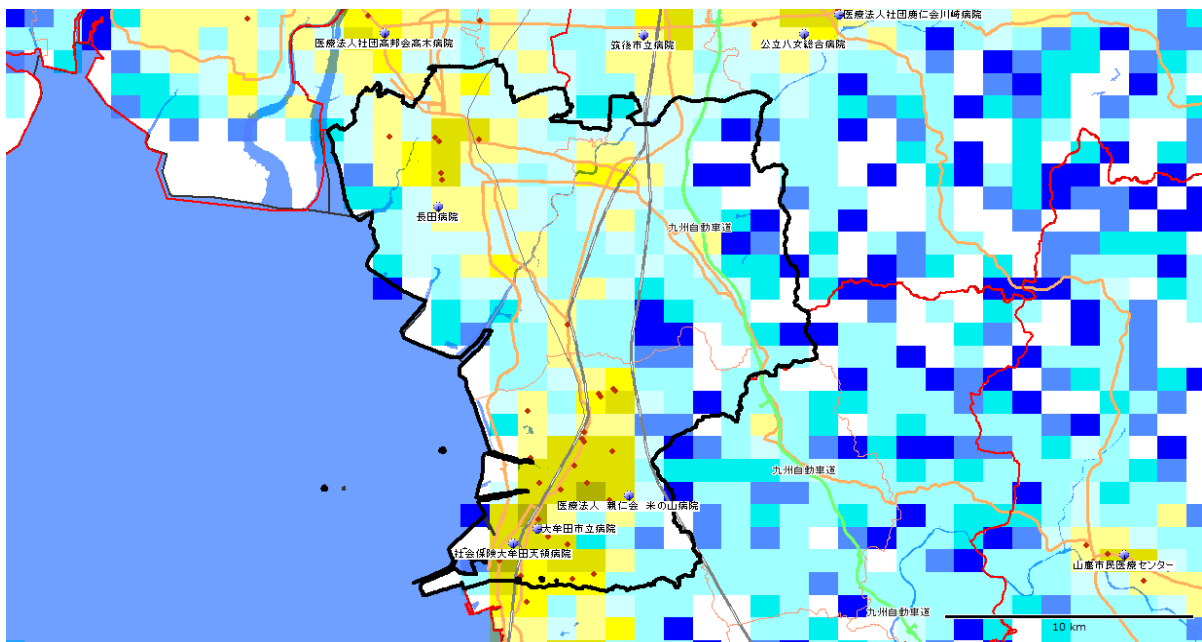 医療法人社団鹿仁会川崎病院
医療法人社団高邦会高木病院
筑後市立病院
公立八女総合病院
長田病院
九州自動車道
九州自動車道
医療法人 親仁会 米の山病院
大牟田市立病院
社会保険大牟田天領病院
山鹿市民医療センター
九州自動車道
10 km